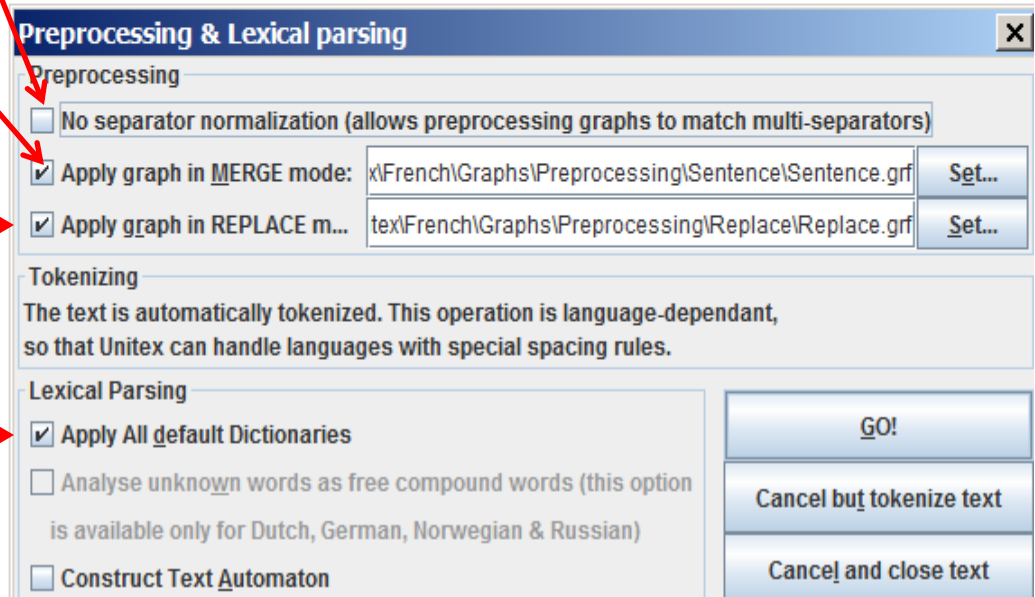 Preprocessing & Lexical parsing
Preprocessing
No separator normalization (allows preprocessing graphs to match multi-separators)
Apply graph in MERGE mode: x\French\Graphs\Preprocessing\Sentence\Sentence.grf Set...
Apply graph in REPLACE m... tex\French\Graphs\Preprocessing\Replace\Replace.grf Set...
Tokenizing
The text is automatically tokenized. This operation is language-dependant,
so that Unitex can handle languages with special spacing rules.
Lexical Parsing
Apply All default Dictionaries
GO!
Analyse unknown words as free compound words (this option
is available only for Dutch, German, Norwegian & Russian)
Cancel but tokenize text
Construct Text Automaton
Cancel and close text